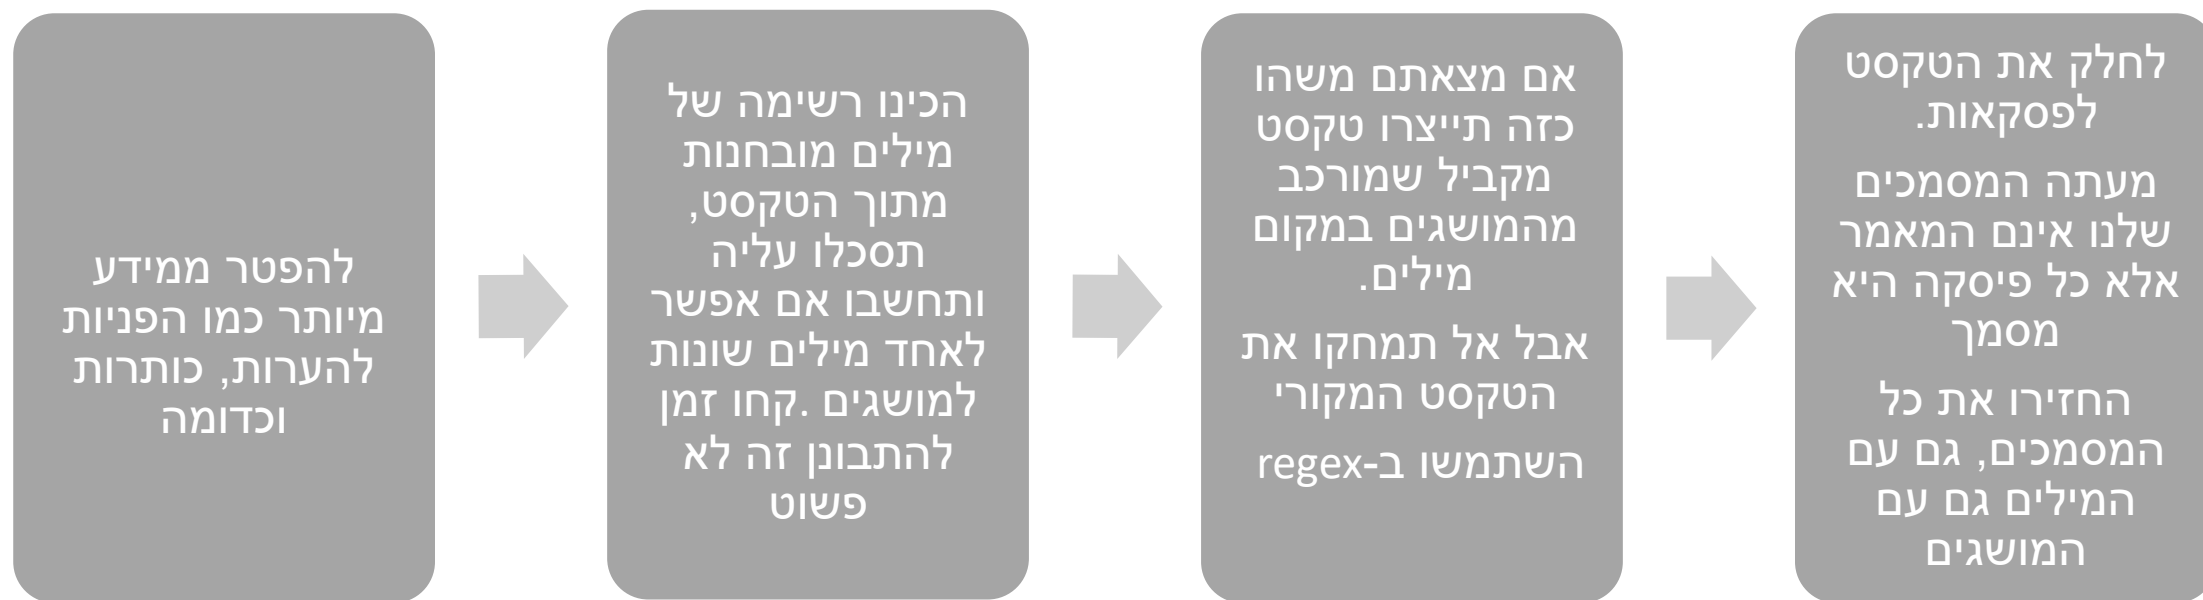 להפטר ממידע
מיותר כמו הפניות
להערות, כותרות
וכדומה
הכינו רשימה של
מילים מובחנות
מתוך הטקסט,
תסכלו עליה
ותחשבו אם אפשר
לאחד מילים שונות
למושגים .קחו זמן
להתבונן זה לא
פשוט
אם מצאתם משהו
כזה תייצרו טקסט
מקביל שמורכב
מהמושגים במקום
מילים.
אבל אל תמחקו את
הטקסט המקורי
השתמשו ב-regex
לחלק את הטקסט
לפסקאות.
מעתה המסמכים
שלנו אינם המאמר
אלא כל פיסקה היא
מסמך
החזירו את כל
המסמכים, גם עם
המילים גם עם
המושגים